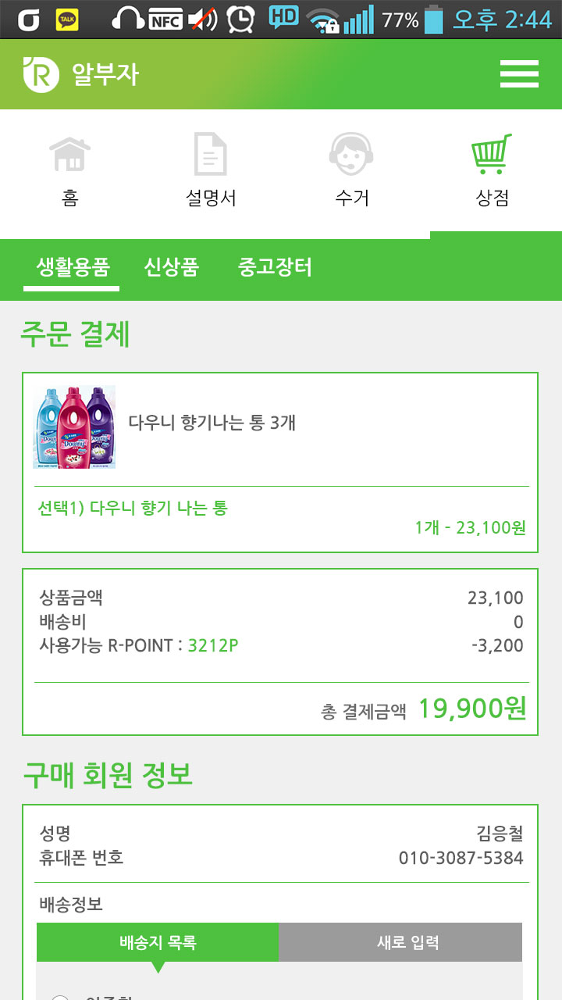 TALK NFC HD 77% 오후 2:44
R 알부자
홈 설명서 수거 상점
생활용품 신상품 중고장터
주문 결제
Downy Downy Downy
다우니 향기나는 통 3개
선택1) 다우니 향기 나는 통
1개 - 23,100원
상품금액 23,100
배송비 0
사용가능 R-POINT : 3212P -3,200
총 결제금액 19,900원
구매 회원 정보
성명 김응철
휴대폰 번호 010-3087-5384
배송정보
배송지 목록 새로 입력